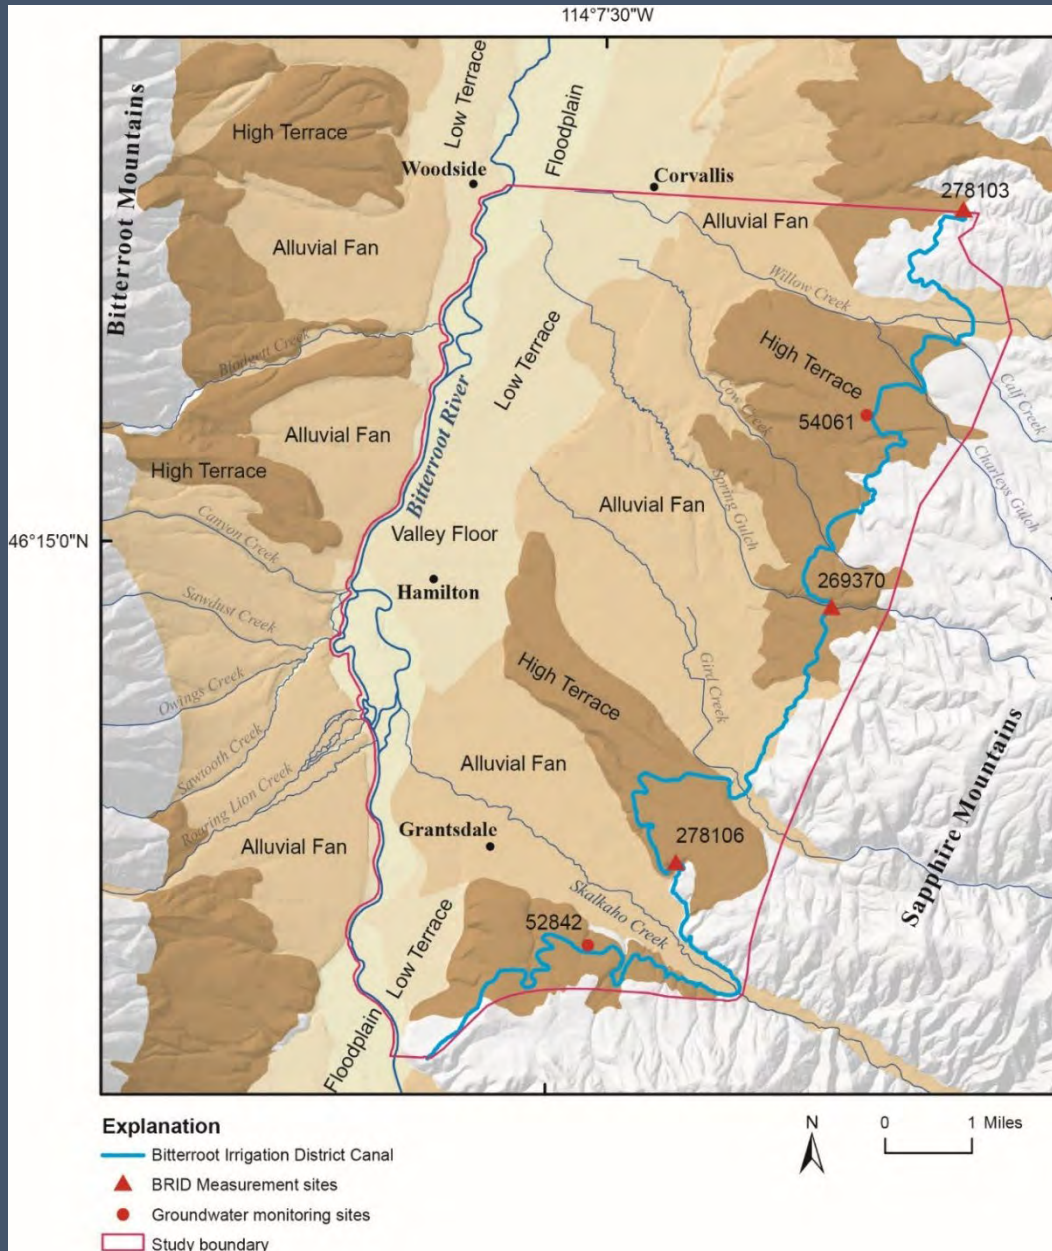 114°7'30"W
Bitterroot Mountains
High Terrace
Low Terrace
Floodplain
Woodside
Corvallis
278103
Alluvial Fan
Alluvial Fan
Willow Creek
Blodgett Creek
High Terrace
Low Terrace
Calf Creek
Bitterroot River
Cow Creek
54061
Alluvial Fan
High Terrace
Charleys Gulch
Spring Gulch
Alluvial Fan
Canyon Creek
46°15'0"N
Valley Floor
Hamilton
269370
Sawdust Creek
High Terrace
Gird Creek
Owings Creek
Sawtooth Creek
Sapphire Mountains
Alluvial Fan
Roaring Lion Creek
Grantsdale
278106
Alluvial Fan
Skalkaho Creek
52842
Low Terrace
Floodplain
Explanation
Bitterroot Irrigation District Canal
BRID Measurement sites
Groundwater monitoring sites
Study boundary
N
0 1 Miles